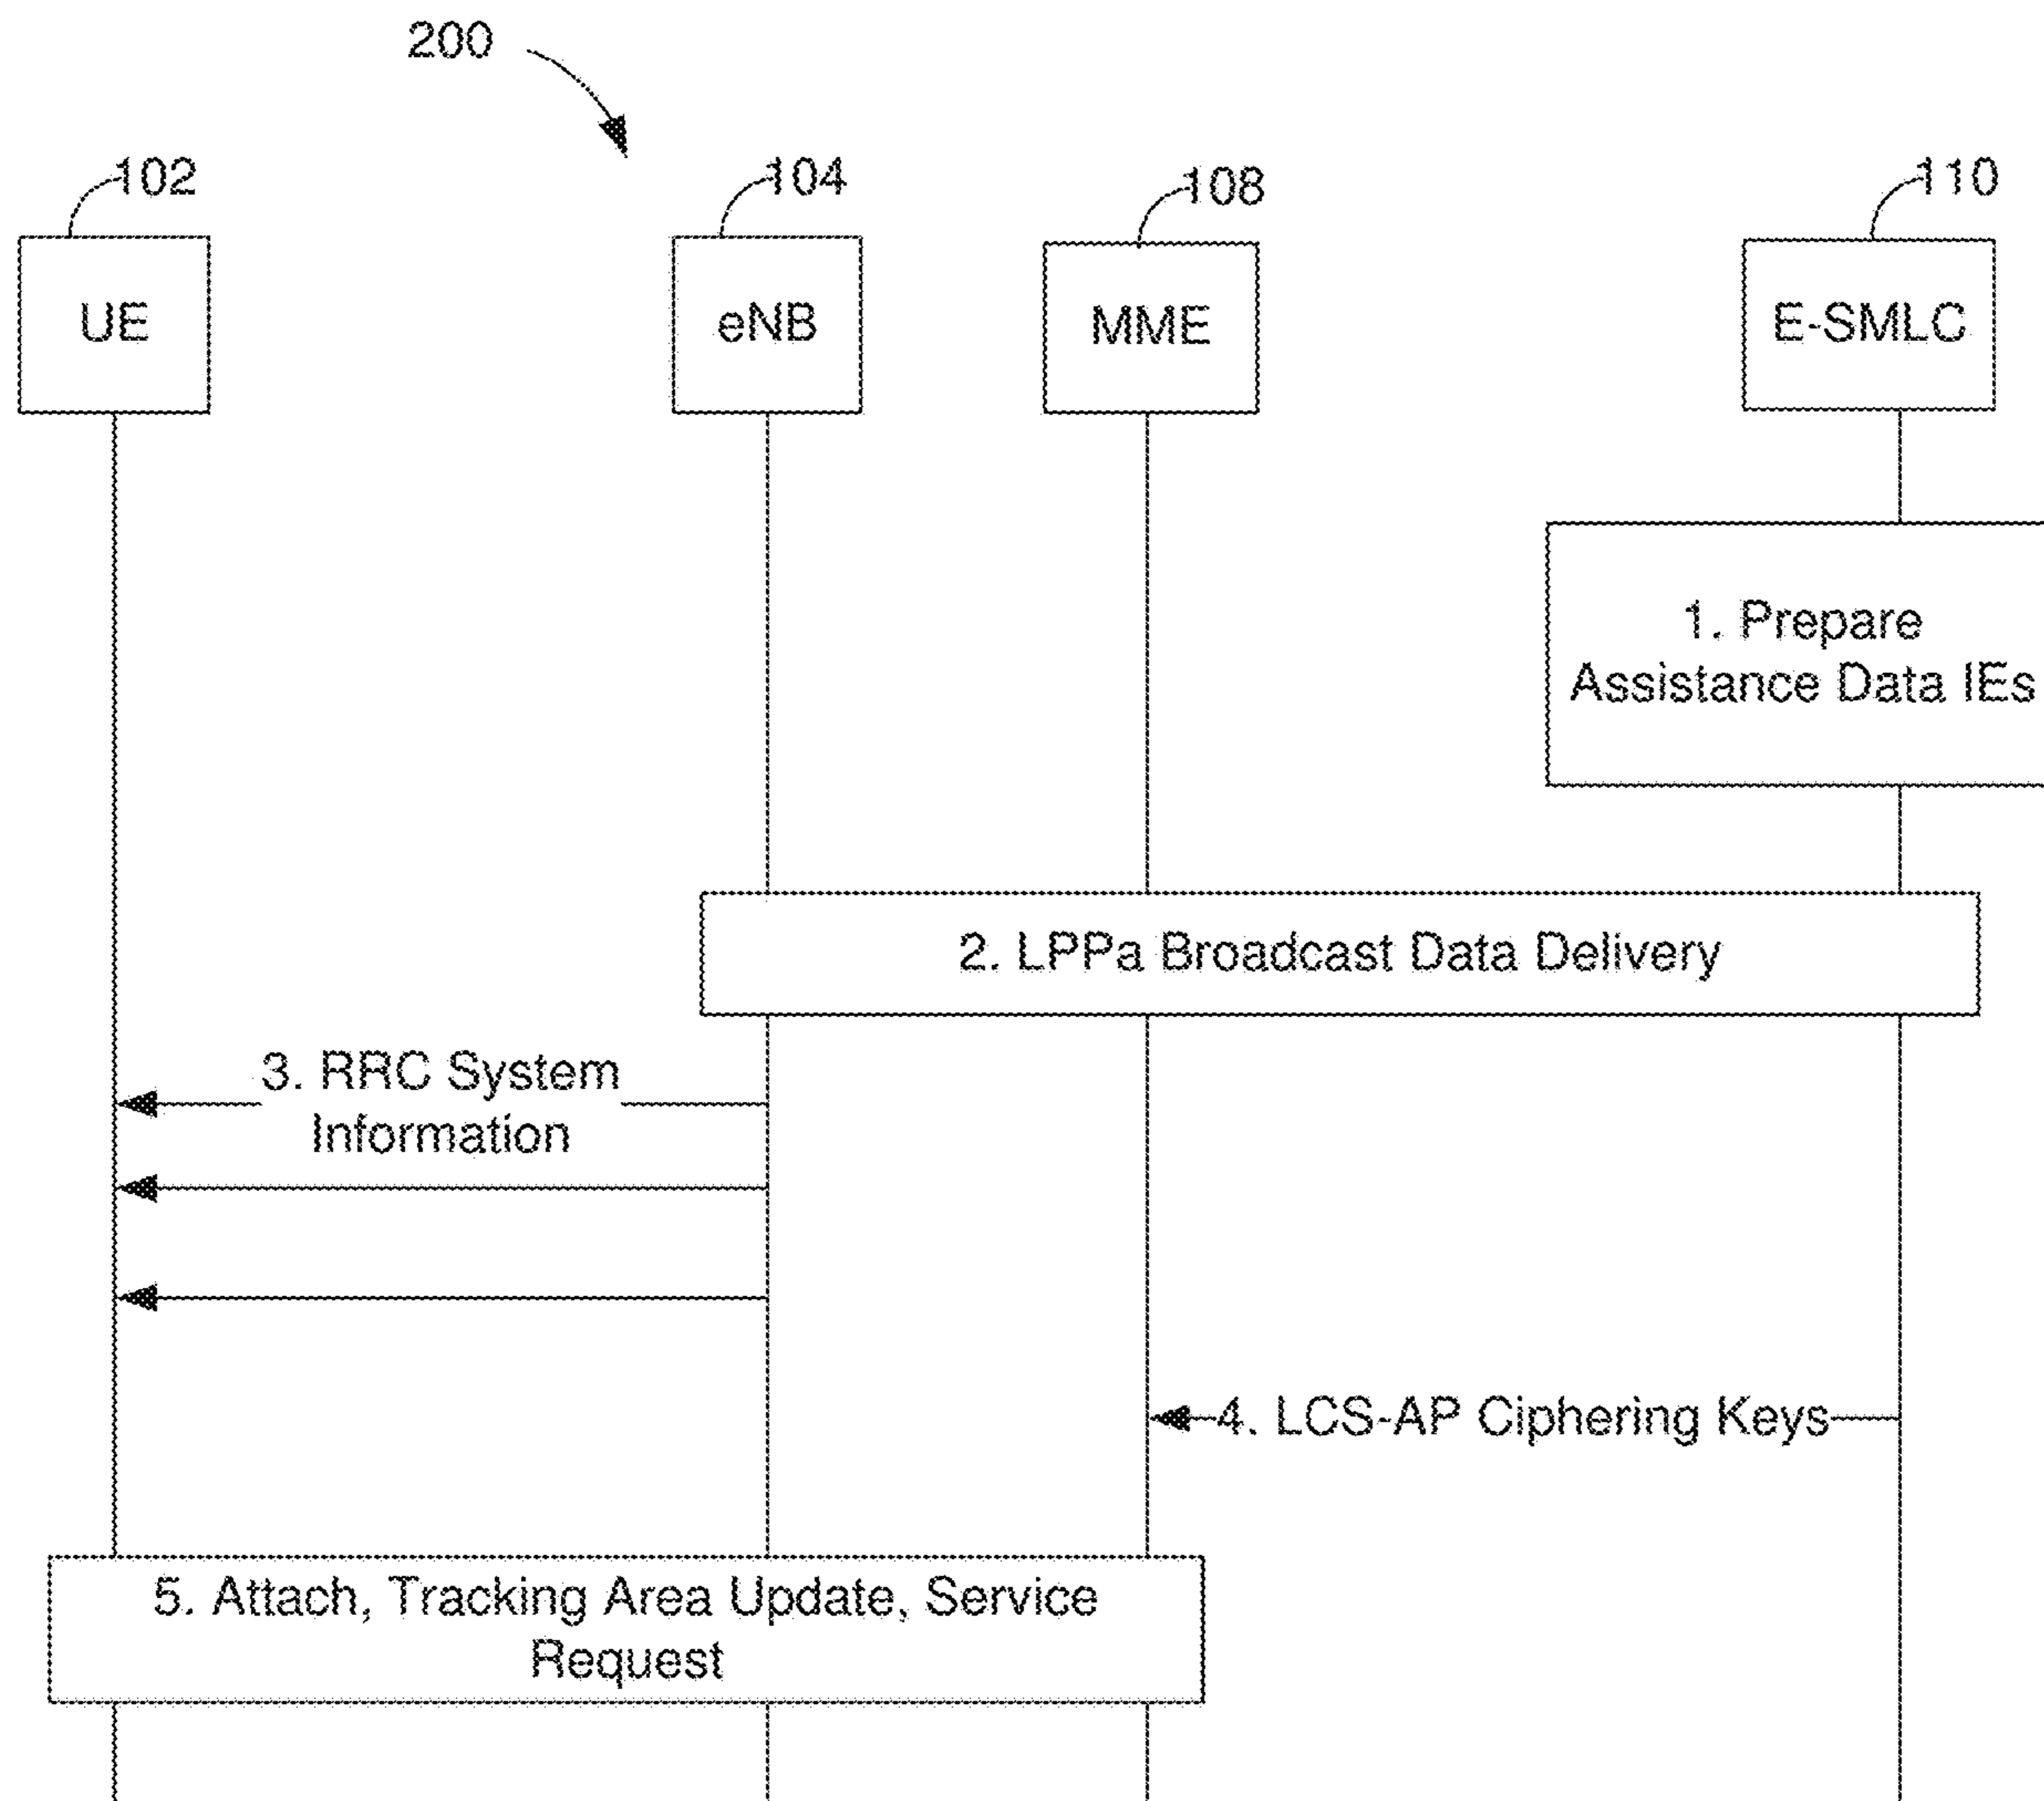 200
102
104
108
110
UE
eNB
MME
E-SMLC
1. Prepare
Assistance Data IEs
2. LPPa Broadcast Data Delivery
3. RRC System
Information
4. LCS-AP Ciphering Keys
5. Attach, Tracking Area Update, Service
Request